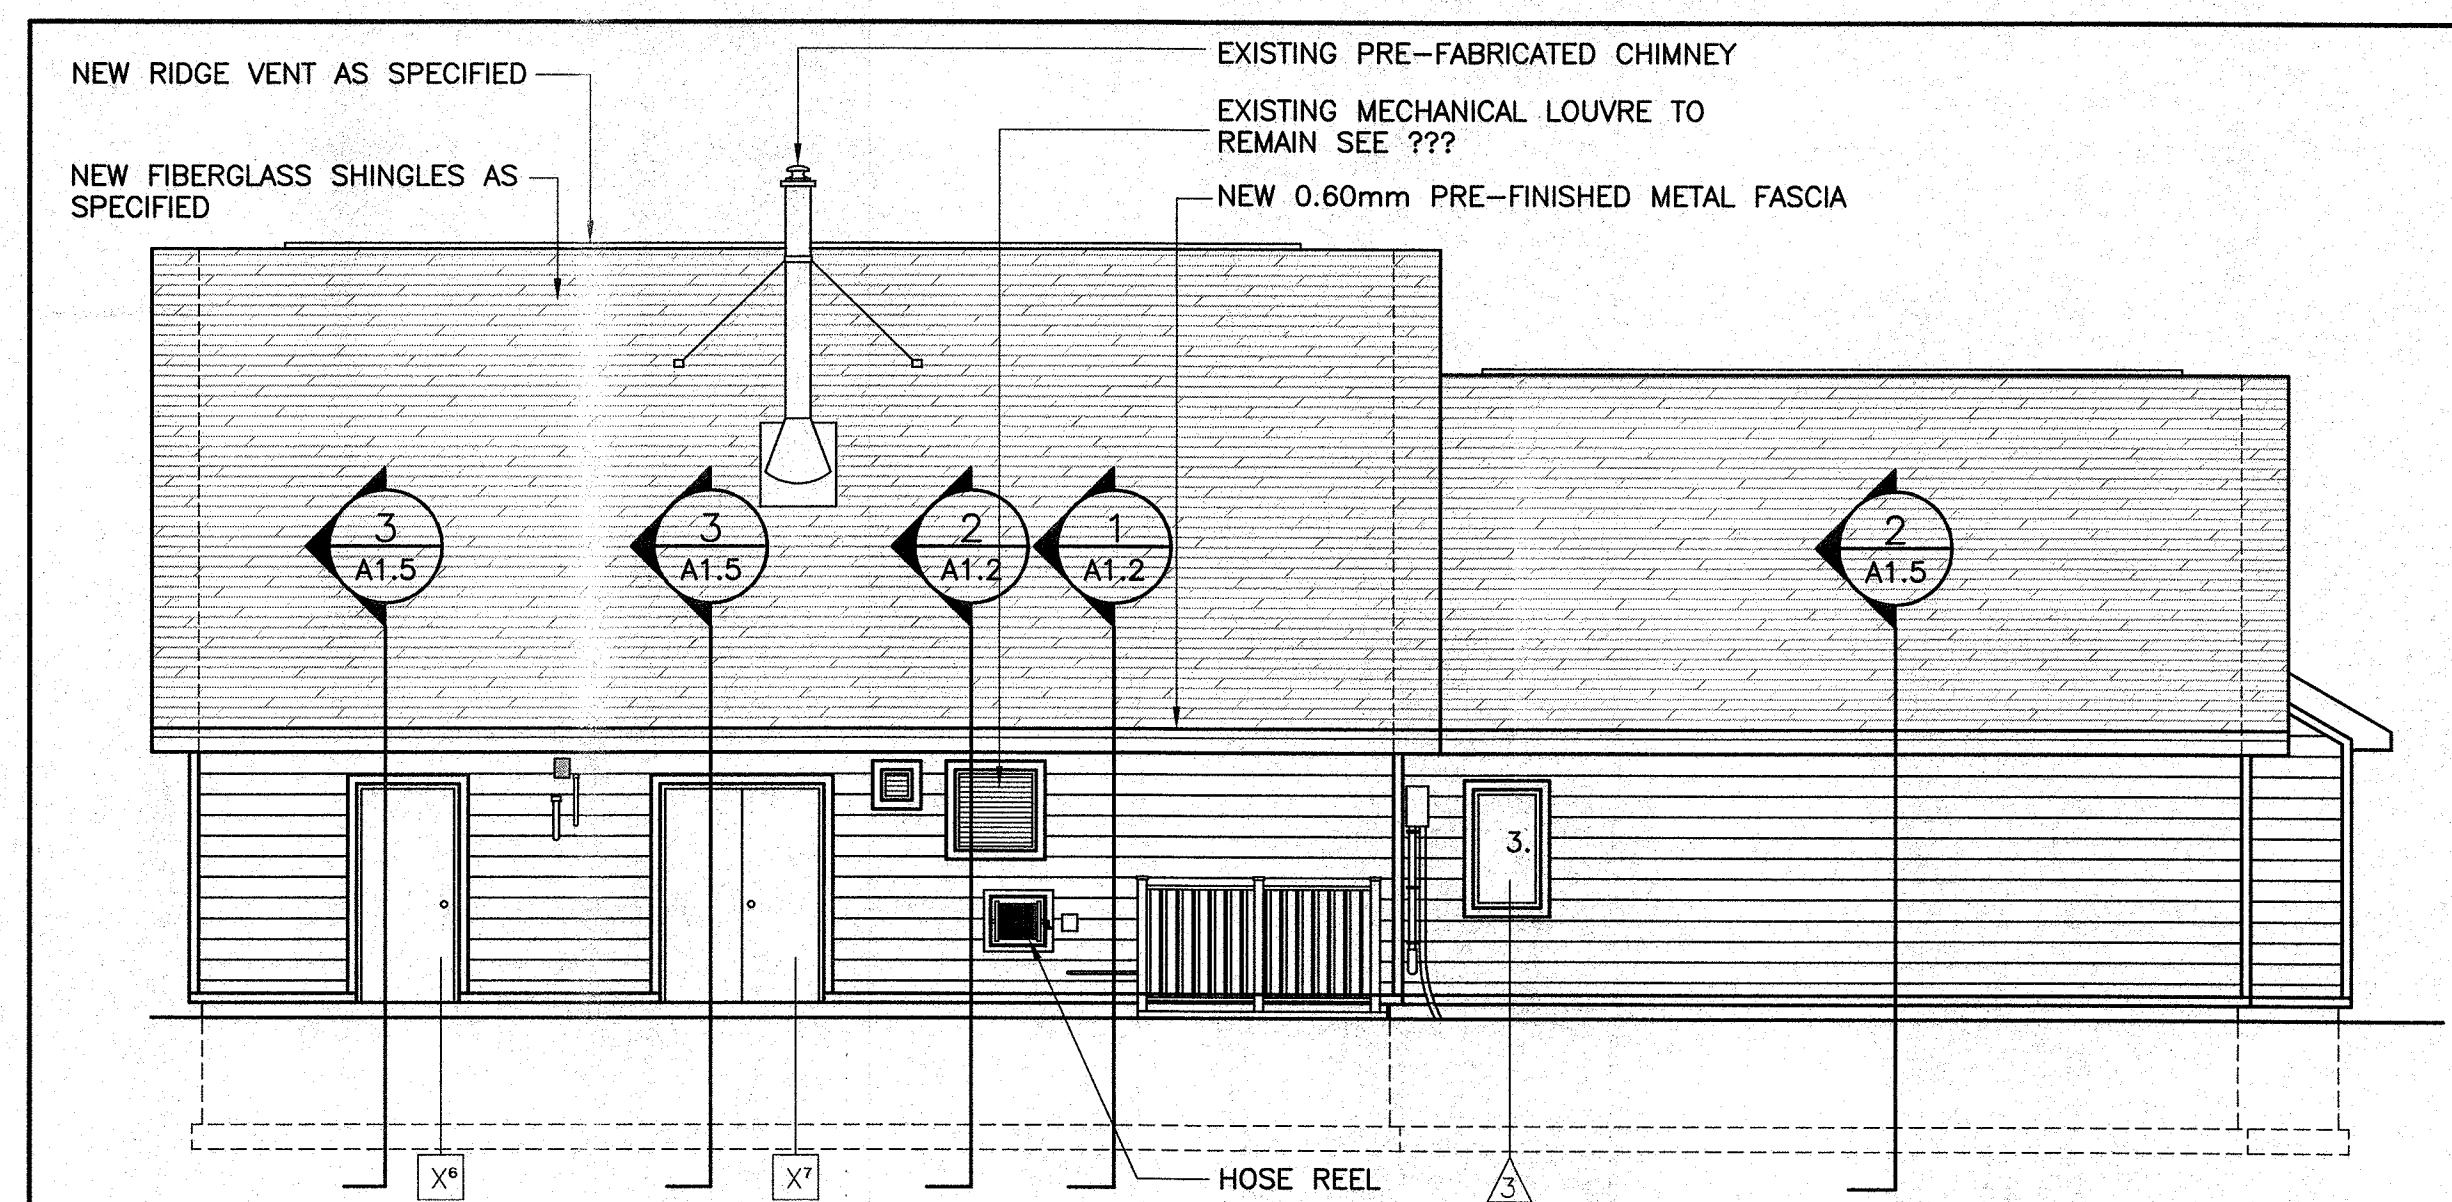 EXISTING PRE-FABRICATED CHIMNEY
NEW RIDGE VENT AS SPECIFIED
EXISTING MECHANICAL LOUVRE TO
REMAIN SEE ???
NEW FIBERGLASS SHINGLES AS
SPECIFIED
NEW 0.60mm PRE-FINISHED METAL FASCIA
3
A1.5
3
A1.5
2
A1.2
1
A1.2
2
A1.5
3.
X⁶
X⁷
HOSE REEL
3